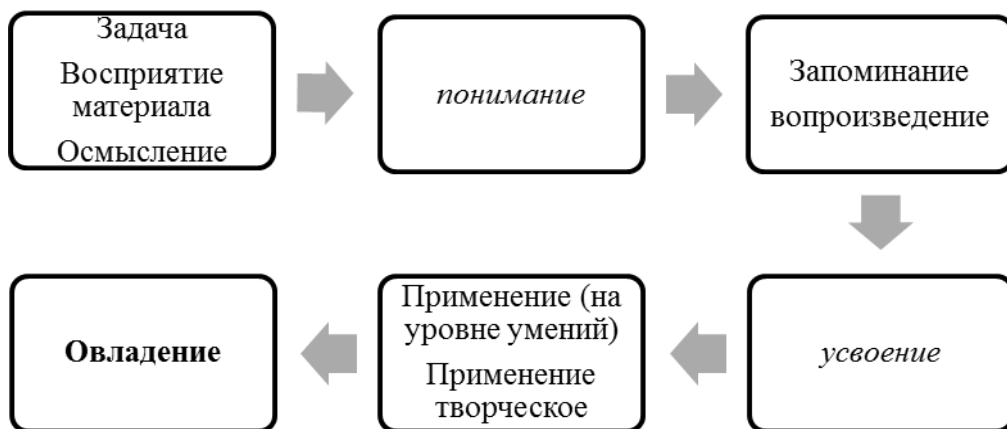 Задача
Восприятие
материала
Осмысление
понимание
Запоминание
вопроизведение
усвоение
Применение (на
уровне умений)
Применение
творческое
Овладение